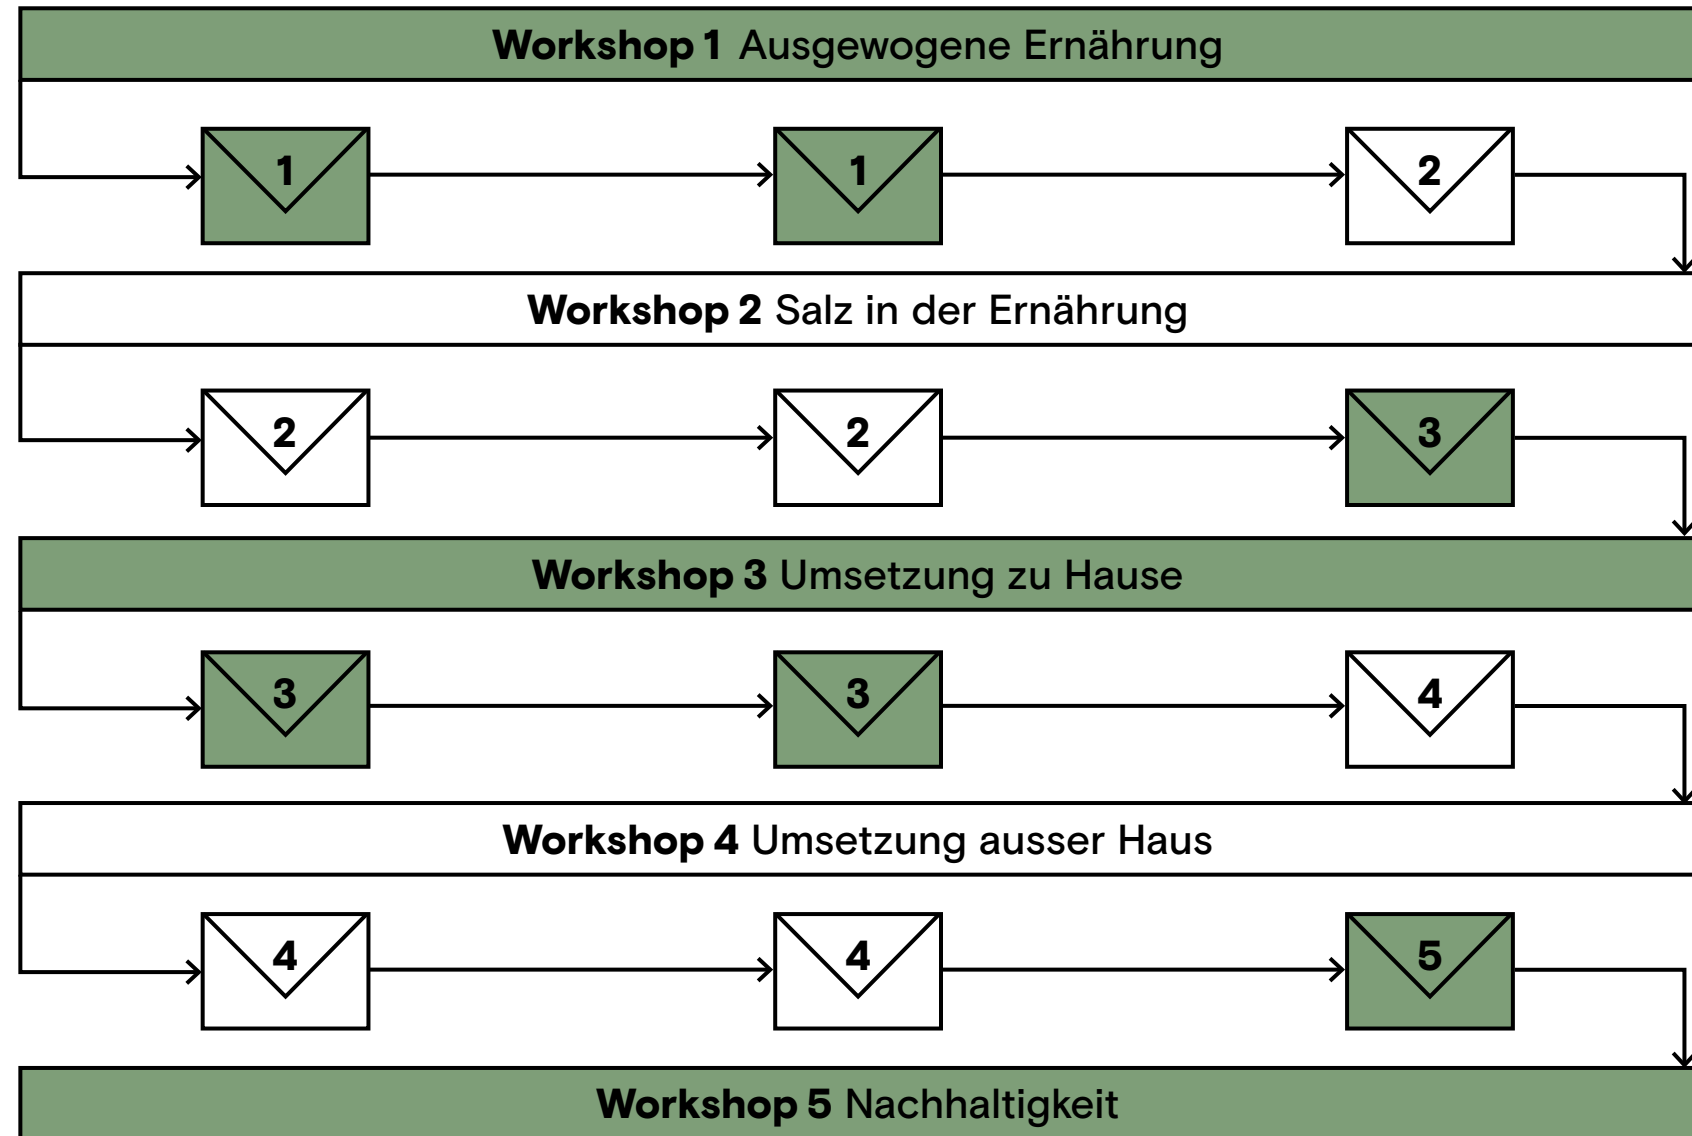 Workshop 1 Ausgewogene Ernährung
1 1 2
Workshop 2 Salz in der Ernährung
2 2 3
Workshop 3 Umsetzung zu Hause
3 3 4
Workshop 4 Umsetzung ausser Haus
4 4 5
Workshop 5 Nachhaltigkeit